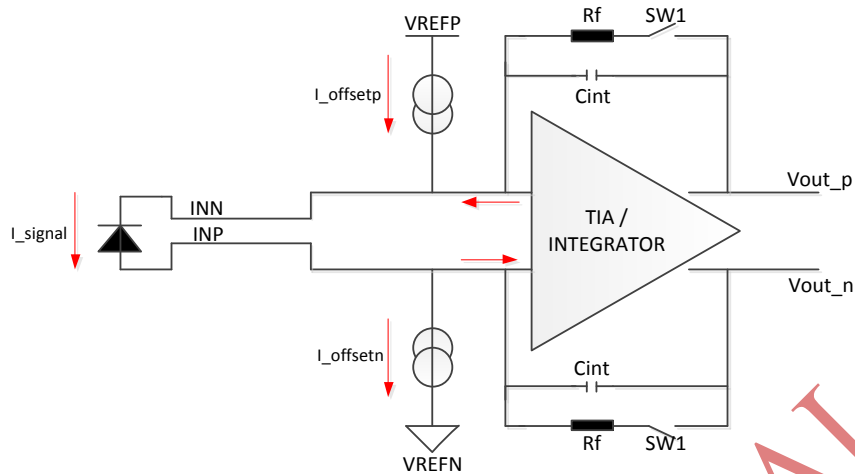 VREFP
Rf
SW1
I_offsetp
Cint
I_signal
INN
INP
TIA /
INTEGRATOR
Vout_p
Vout_n
I_offsetn
Cint
Rf
SW1
VREFN